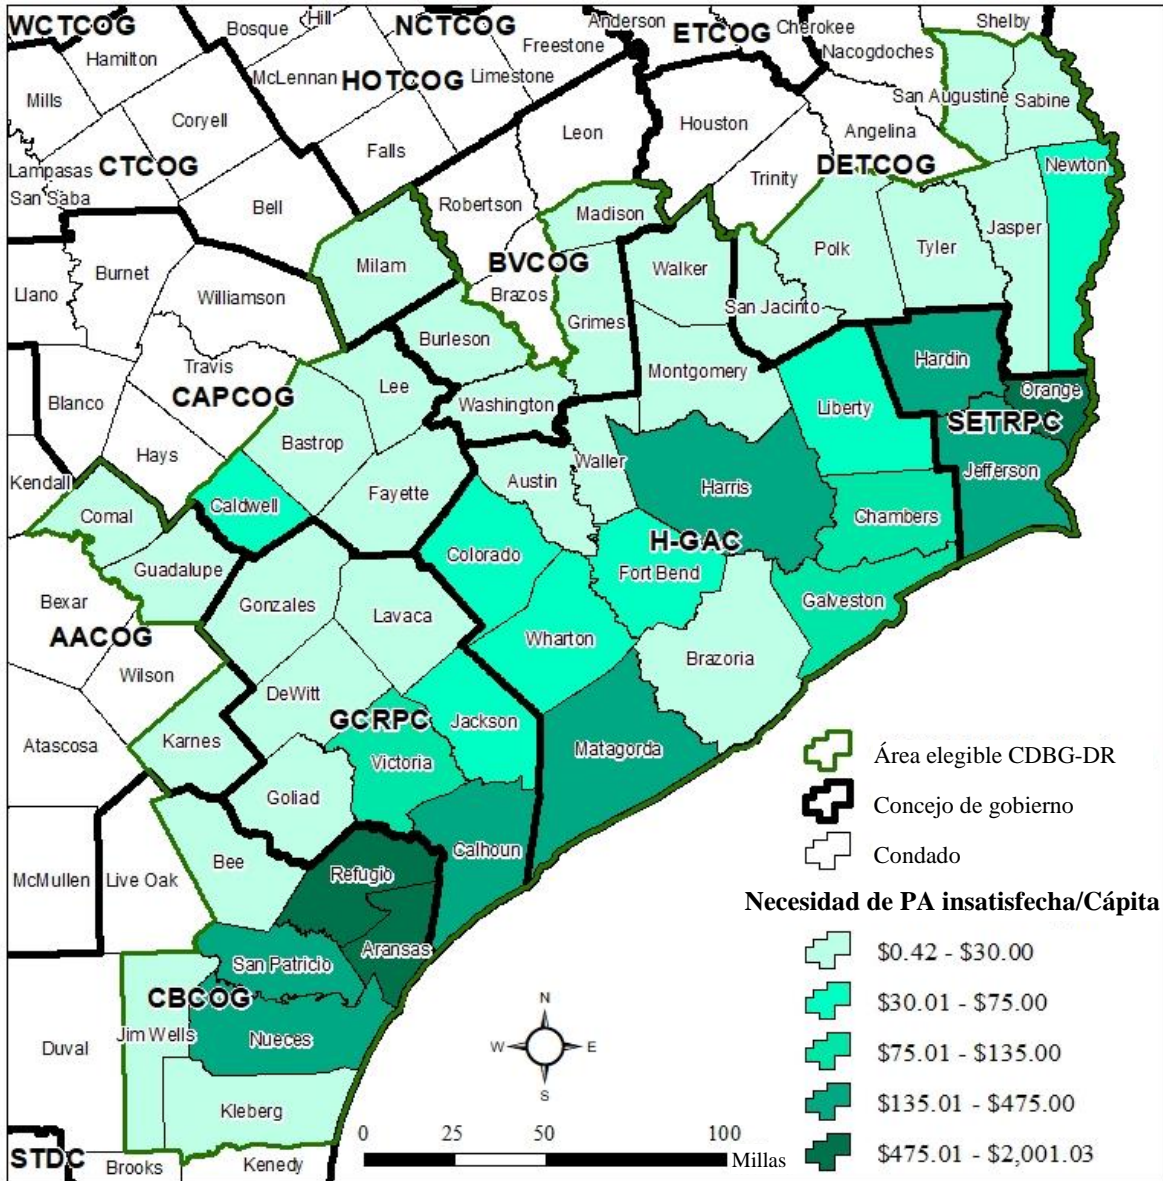 WCTCOG
Hamilton
Bosque
Hill
NCTCOG
Freestone
Anderson
ETCOG
Cherokee
Nacogdoches
Shelby
McLennan
HOTCOG
Limestone
Mills
Coryell
Leon
Houston
San Augustine
Sabine
Angelina
Lampasas
CTCOG
San Saba
Falls
Trinity
DETCOG
Newton
Bell
Robertson
Madison
Burnet
Milam
BVCOG
Walker
Polk
Tyler
Jasper
Llano
Williamson
Brazos
San Jacinto
Grimes
Burleson
Travis
Lee
Montgomery
Hardin
Blanco
CAPCOG
Washington
Liberty
Orange
SETRPC
Hays
Bastrop
Waller
Kendall
Fayette
Austin
Harris
Jefferson
Comal
Caldwell
Chambers
H-GAC
Colorado
Fort Bend
Guadalupe
Bexar
Gonzales
Lavaca
Galveston
AACOG
Wharton
Brazoria
Wilson
DeWitt
GCRPC
Jackson
Atascosa
Karnes
Victoria
Matagorda
Goliad
Calhoun
Bee
Refugio
McMullen
Live Oak
Aransas
San Patricio
CBCOG
Jim Wells
Nueces
Duval
Kleberg
STDC
Brooks
Kenedy
Área elegible CDBG-DR
Concejo de gobierno
Condado
Necesidad de PA insatisfecha/Cápita
$0.42 - $30.00
$30.01 - $75.00
$75.01 - $135.00
$135.01 - $475.00
$475.01 - $2,001.03
N
W
E
S
0
25
50
100
Millas